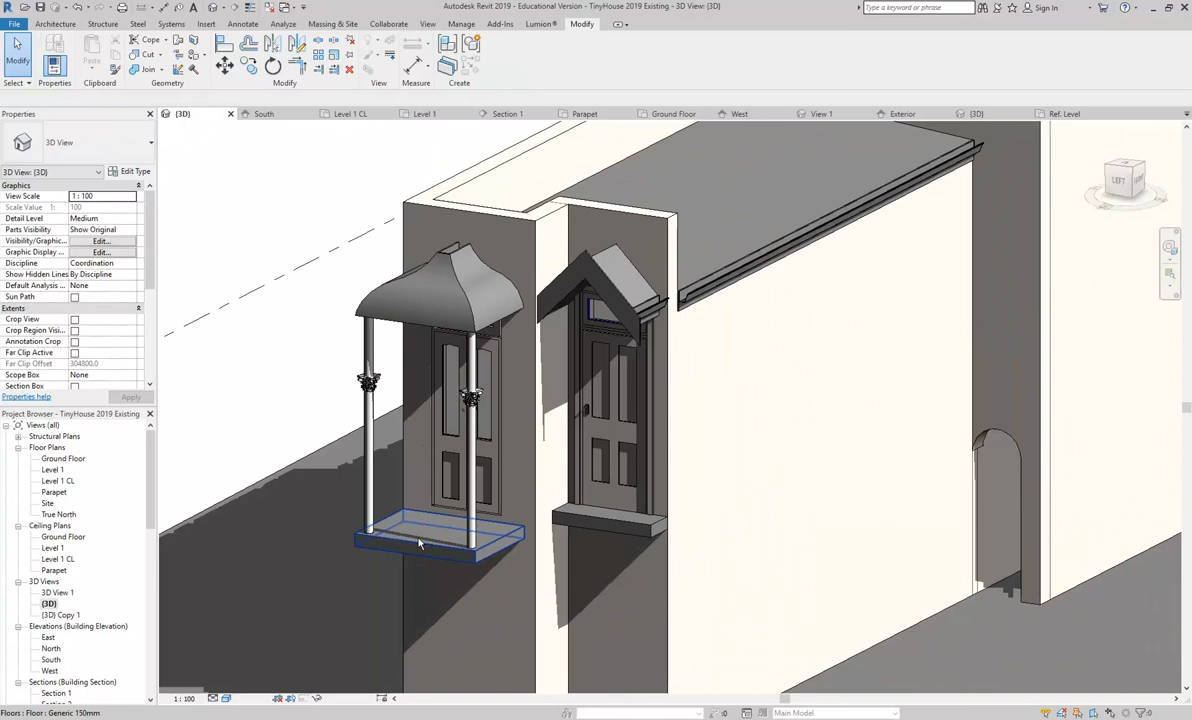 Autodesk Revit 2019 - Educational Version - TinyHouse 2019 Existing - 3D View: {3D}
Type a keyword or phrase
Sign In
File Architecture Structure Steel Systems Insert Annotate Analyze Massing & Site Collaborate View Manage Add-Ins Lumion® Modify
Modify
Properties
Paste
Cope
Cut
Join
Select Properties Clipboard Geometry Modify View Measure Create
Properties
{3D} South Level 1 CL Level 1 Section 1 Parapet Ground Floor West View 1 Exterior {3D} Ref. Level
3D View
3D View: {3D} Edit Type
Graphics
View Scale 1 : 100
Scale Value 1: 100
Detail Level Medium
Parts Visibility Show Original
Visibility/Graphic... Edit...
Graphic Display ... Edit...
Discipline Coordination
Show Hidden Lines By Discipline
Default Analysis ... None
Sun Path
Extents
Crop View
Crop Region Visi...
Annotation Crop
Far Clip Active
Far Clip Offset 304800.0
Scope Box None
Section Box
Properties help Apply
Project Browser - TinyHouse 2019 Existing
Views (all)
Structural Plans
Floor Plans
Ground Floor
Level 1
Level 1 CL
Parapet
Site
True North
Ceiling Plans
Ground Floor
Level 1
Level 1 CL
Parapet
3D Views
3D View 1
{3D}
{3D} Copy 1
Elevations (Building Elevation)
East
North
South
West
Sections (Building Section)
Section 1
LEFT
1 : 100
Floors : Floor : Generic 150mm
:0
Main Model
:0